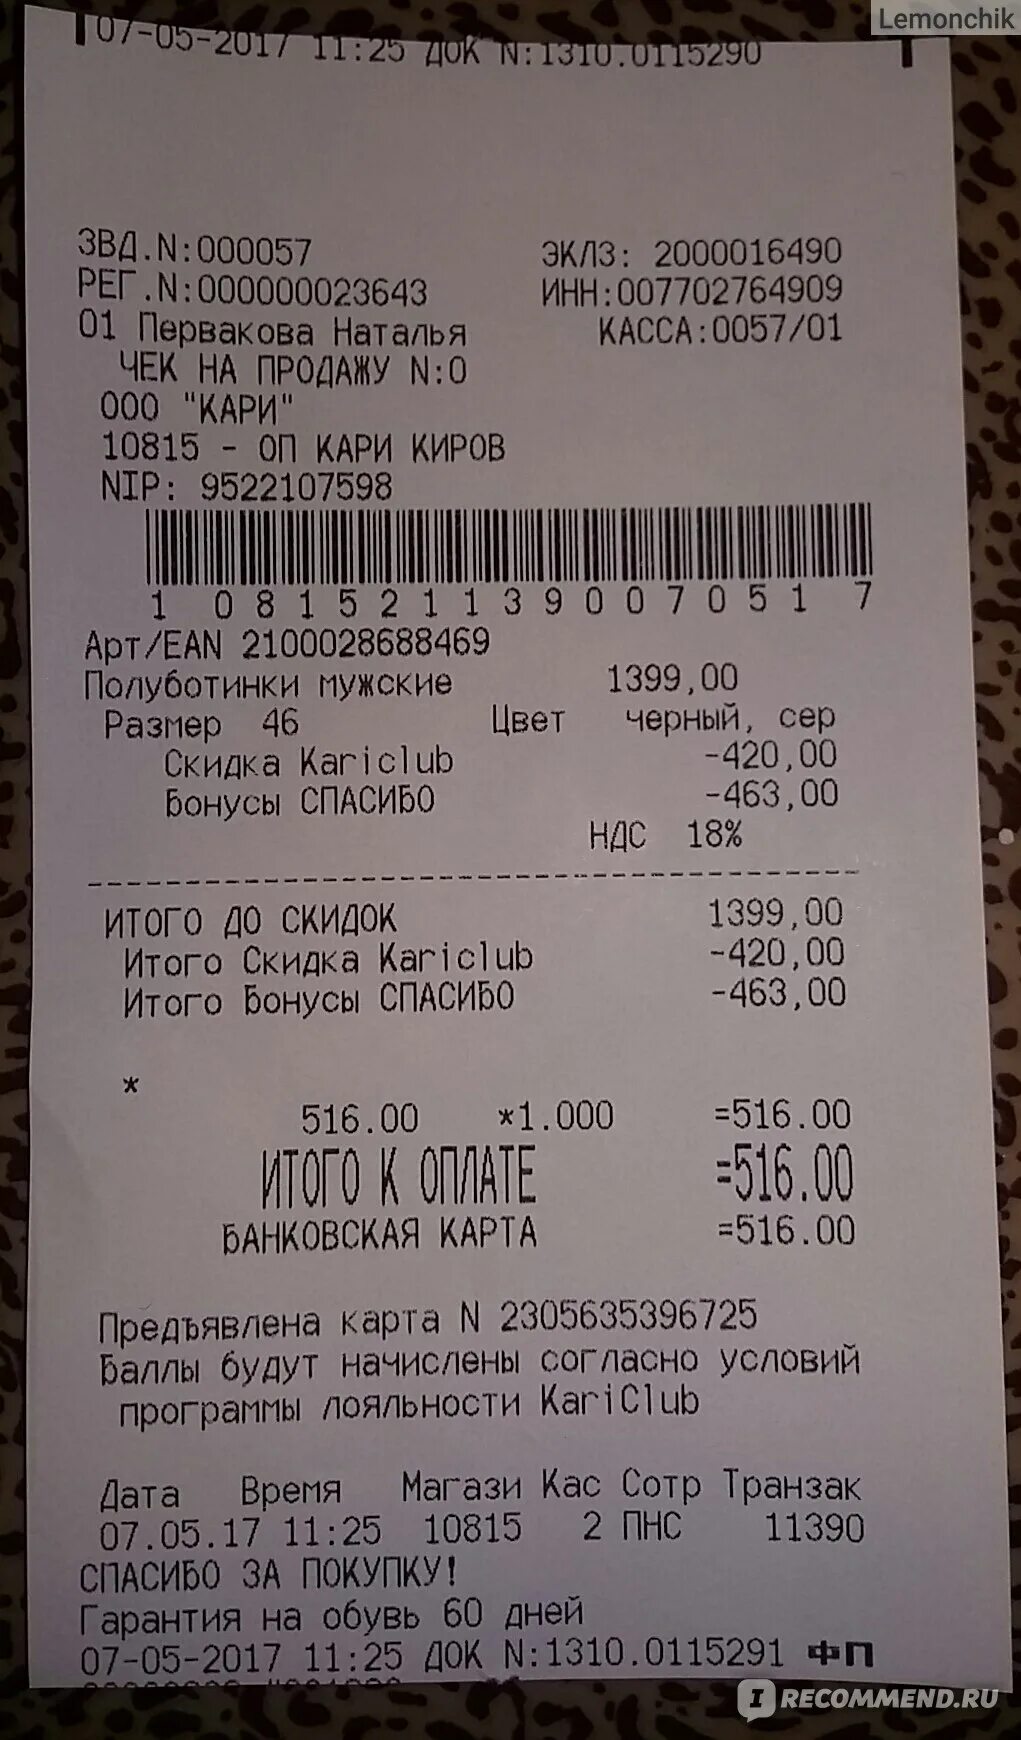 Lemonchik
07-05-2017 11:25 ДОК N:1310.0115290
ЗВД.N:000057 ЭКЛЗ: 2000016490
РЕГ.N:000000023643 ИНН:007702764909
01 Первакова Наталья КАССА:0057/01
ЧЕК НА ПРОДАЖУ N:0
ООО "КАРИ"
10815 - ОП КАРИ КИРОВ
NIP: 9522107598
1 0815211390070517
Арт/EAN 2100028688469
Полуботинки мужские 1399,00
Размер 46 Цвет черный, сер
Скидка Kariclub -420,00
Бонусы СПАСИБО -463,00
НДС 18%
ИТОГО ДО СКИДОК 1399,00
Итого Скидка Kariclub -420,00
Итого Бонусы СПАСИБО -463,00
*
516.00 *1.000 =516.00
ИТОГО К ОПЛАТЕ =516.00
БАНКОВСКАЯ КАРТА =516.00
Предъявлена карта N 2305635396725
Баллы будут начислены согласно условий
программы лояльности KariClub
Дата Время Магази Кас Сотр Транзак
07.05.17 11:25 10815 2 ПНС 11390
СПАСИБО ЗА ПОКУПКУ!
Гарантия на обувь 60 дней
07-05-2017 11:25 ДОК N:1310.0115291 ФП
IRECOMMEND.RU